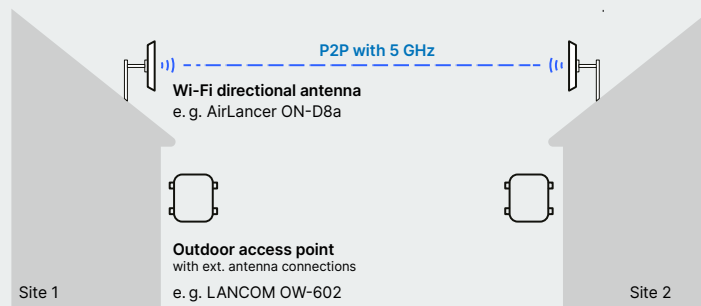 P2P with 5 GHz
Wi-Fi directional antenna
e. g. AirLancer ON-D8a
Outdoor access point
with ext. antenna connections
e. g. LANCOM OW-602
Site 1
Site 2